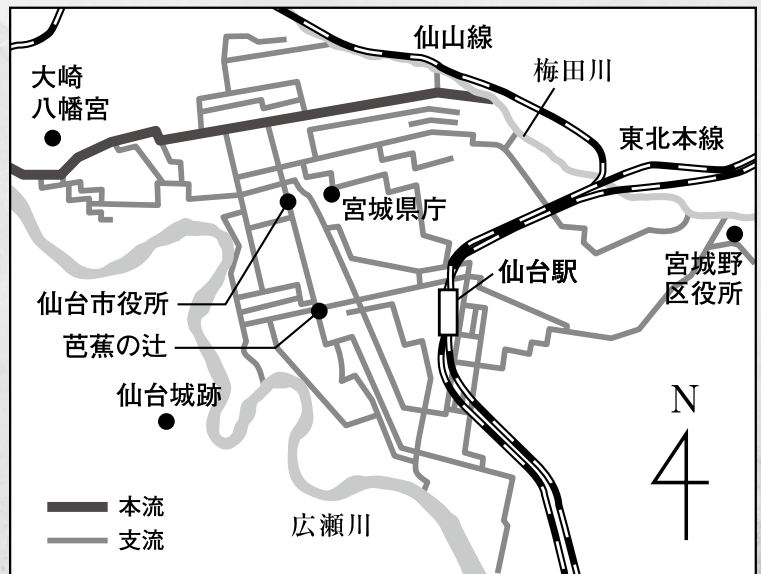 仙山線
梅田川
大崎
八幡宮
東北本線
宮城県庁
宮城野
区役所
仙台駅
仙台市役所
芭蕉の辻
仙台城跡
N
本流
支流
広瀬川